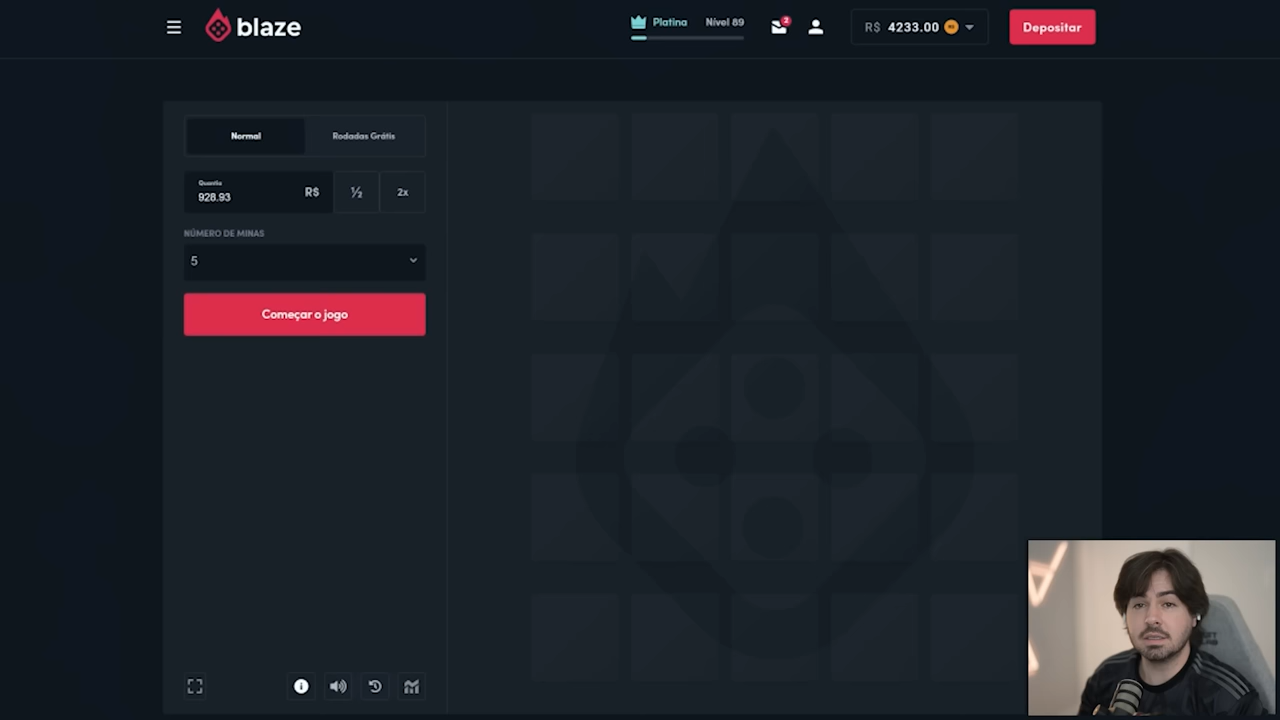 blaze
Platina Nível 89
2
R$ 4233.00
Depositar
Normal Rodadas Grátis
Quantia
928.93 R$ ½ 2x
NÚMERO DE MINAS
5
Começar o jogo